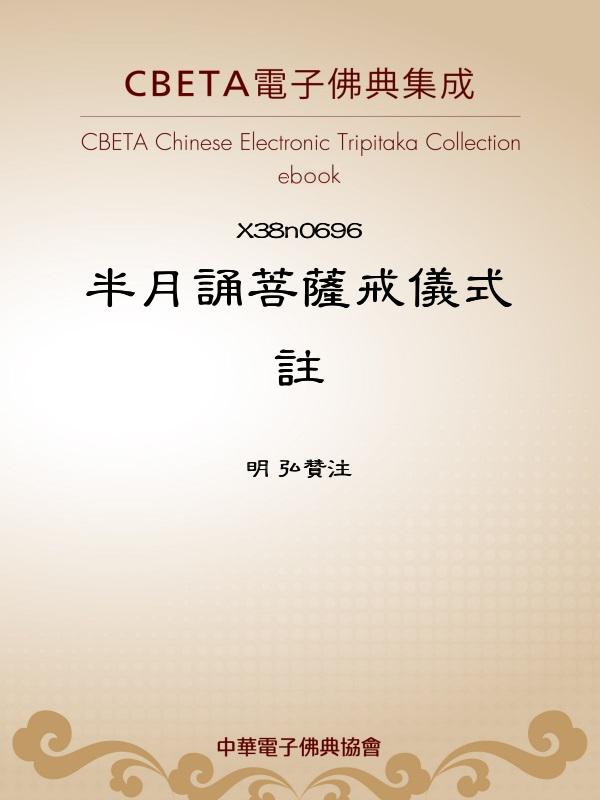 CBETA電子佛典集成
CBETA Chinese Electronic Tripitaka Collection
ebook
X38n0696
半月誦菩薩戒儀式
註
明 弘贊注
中華電子佛典協會